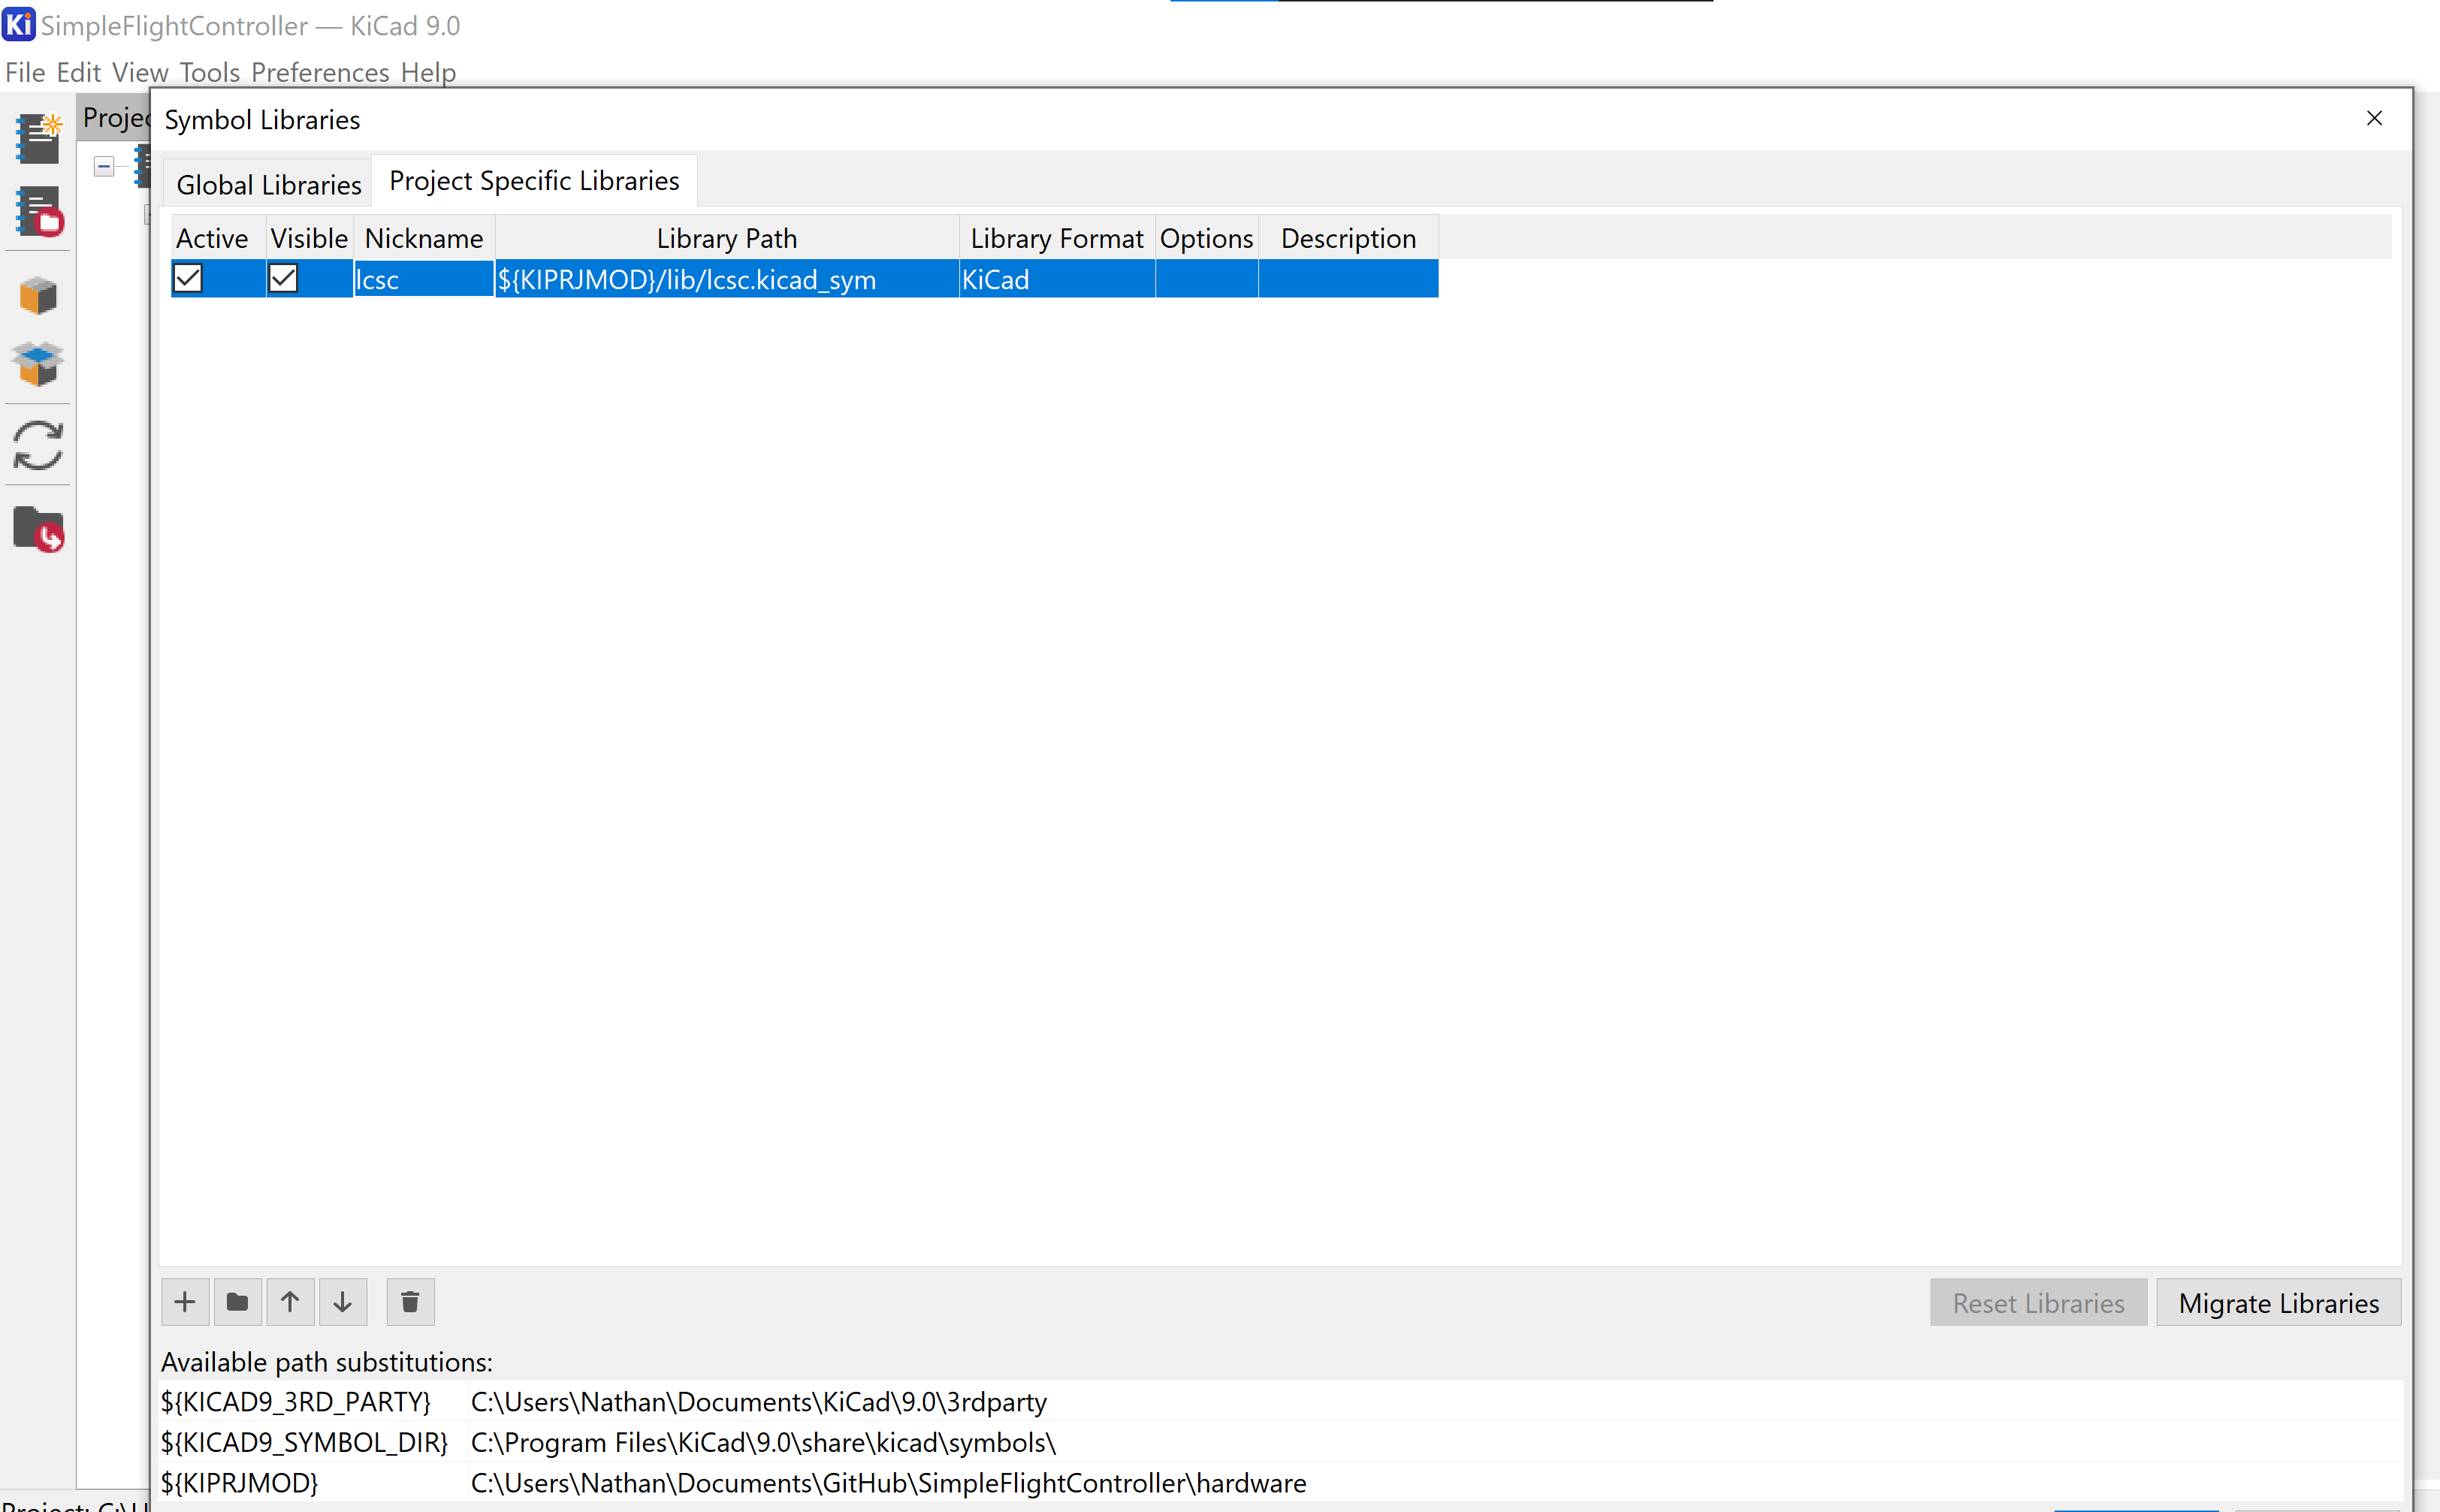 Ki SimpleFlightController — KiCad 9.0
File Edit View Tools Preferences Help
Symbol Libraries
Global Libraries Project Specific Libraries
Active Visible Nickname Library Path Library Format Options Description
lcsc ${KIPRJMOD}/lib/lcsc.kicad_sym KiCad
Reset Libraries Migrate Libraries
Available path substitutions:
${KICAD9_3RD_PARTY} C:\Users\Nathan\Documents\KiCad\9.0\3rdparty
${KICAD9_SYMBOL_DIR} C:\Program Files\KiCad\9.0\share\kicad\symbols\
${KIPRJMOD} C:\Users\Nathan\Documents\GitHub\SimpleFlightController\hardware